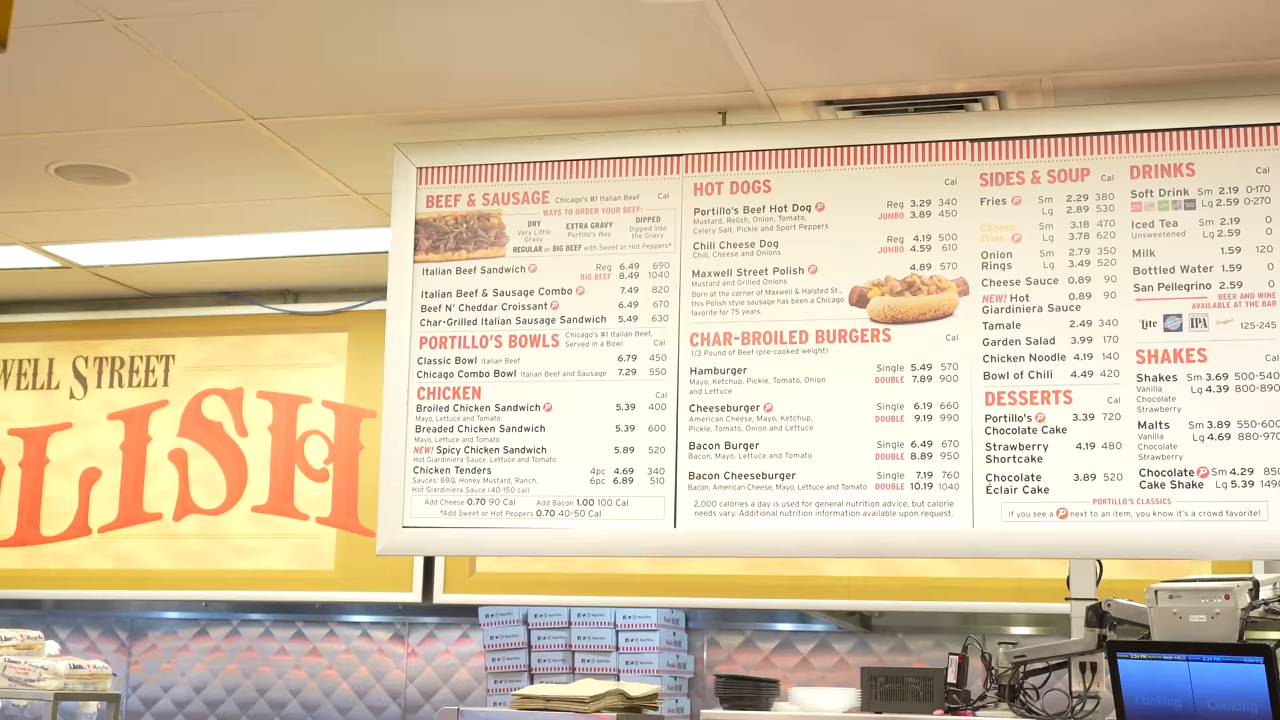 WELL STREET
LISH
BEEF & SAUSAGE Chicago's #1 Italian Beef Cal
WAYS TO ORDER YOUR BEEF:
DRY EXTRA GRAVY DIPPED
Very Little Gravy Portillo's Way Dipped into the Gravy
REGULAR or BIG BEEF with Sweet or Hot Peppers*
Italian Beef Sandwich P Reg 6.49 690
BIG BEEF 8.49 1040
Italian Beef & Sausage Combo P 7.49 820
Beef N' Cheddar Croissant P 6.49 670
Char-Grilled Italian Sausage Sandwich 5.49 630
PORTILLO'S BOWLS Chicago's #1 Italian Beef, Served in a Bowl Cal
Classic Bowl Italian Beef 6.79 450
Chicago Combo Bowl Italian Beef and Sausage 7.29 550
CHICKEN Cal
Broiled Chicken Sandwich P 5.39 400
Mayo, Lettuce and Tomato
Breaded Chicken Sandwich 5.39 600
Mayo, Lettuce and Tomato
NEW! Spicy Chicken Sandwich 5.89 520
Hot Giardiniera Sauce, Lettuce and Tomato
Chicken Tenders 4pc 4.69 340
Sauces: BBQ, Honey Mustard, Ranch, 6pc 6.89 510
Hot Giardiniera Sauce (40-150 cal)
Add Cheese 0.70 90 Cal Add Bacon 1.00 100 Cal
*Add Sweet or Hot Peppers 0.70 40-50 Cal
HOT DOGS Cal
Portillo's Beef Hot Dog P Reg 3.29 340
Mustard, Relish, Onion, Tomato, JUMBO 3.89 450
Celery Salt, Pickle and Sport Peppers
Chili Cheese Dog Reg 4.19 500
Chili, Cheese and Onions JUMBO 4.59 610
Maxwell Street Polish P 4.89 570
Mustard and Grilled Onions
Born at the corner of Maxwell & Halsted St.,
this Polish style sausage has been a Chicago
favorite for 75 years.
CHAR-BROILED BURGERS Cal
1/3 Pound of Beef (pre-cooked weight)
Hamburger Single 5.49 570
Mayo, Ketchup, Pickle, Tomato, Onion DOUBLE 7.89 900
and Lettuce
Cheeseburger P Single 6.19 660
American Cheese, Mayo, Ketchup, DOUBLE 9.19 990
Pickle, Tomato, Onion and Lettuce
Bacon Burger Single 6.49 670
Bacon, Mayo, Lettuce and Tomato DOUBLE 8.89 950
Bacon Cheeseburger Single 7.19 760
Bacon, American Cheese, Mayo, Lettuce and Tomato DOUBLE 10.19 1040
2,000 calories a day is used for general nutrition advice, but calorie
needs vary. Additional nutrition information available upon request.
SIDES & SOUP Cal
Fries P Sm 2.29 380
Lg 2.89 530
Cheese Fries P Sm 3.18 470
Lg 3.78 620
Onion Rings Sm 2.79 350
Lg 3.49 520
Cheese Sauce 0.89 90
NEW! Hot 0.89 90
Giardiniera Sauce
Tamale 2.49 340
Garden Salad 3.99 170
Chicken Noodle 4.19 140
Bowl of Chili 4.49 420
DESSERTS Cal
Portillo's P 3.39 720
Chocolate Cake
Strawberry 4.19 480
Shortcake
Chocolate 3.89 520
Éclair Cake
DRINKS Cal
Soft Drink Sm 2.19 0-170
Lg 2.59 0-270
Iced Tea Sm 2.19 0
Unsweetened Lg 2.59 0
Milk 1.59 120
Bottled Water 1.59 0
San Pellegrino 2.59 0
BEER AND WINE
AVAILABLE AT THE BAR
Lite IPA 125-245
SHAKES Cal
Shakes Sm 3.69 500-540
Vanilla Lg 4.39 800-890
Chocolate
Strawberry
Malts Sm 3.89 550-600
Vanilla Lg 4.69 880-970
Chocolate
Strawberry
Chocolate P Sm 4.29 850
Cake Shake Lg 5.39 1490
PORTILLO'S CLASSICS
If you see a P next to an item, you know it's a crowd favorite!
Cooking Cooking